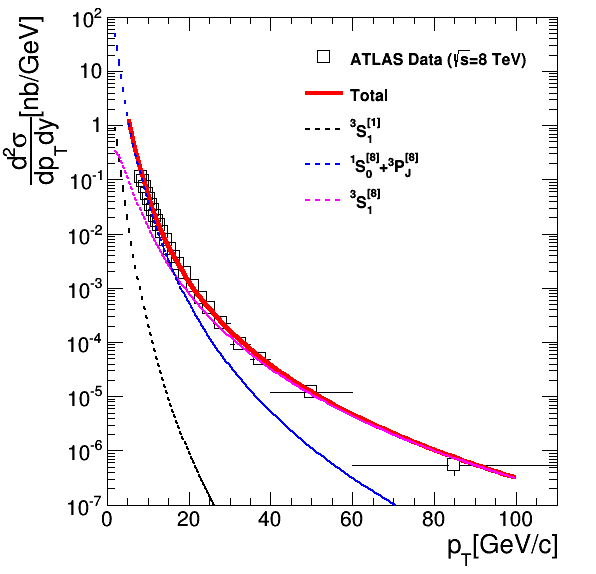 d²σ/dp_Tdy [nb/GeV]
10²
10
1
10⁻¹
10⁻²
10⁻³
10⁻⁴
10⁻⁵
10⁻⁶
10⁻⁷
ATLAS Data (√s=8 TeV)
Total
³S₁^[1]
¹S₀^[8]+³P_J^[8]
³S₁^[8]
0 20 40 60 80 100
p_T[GeV/c]